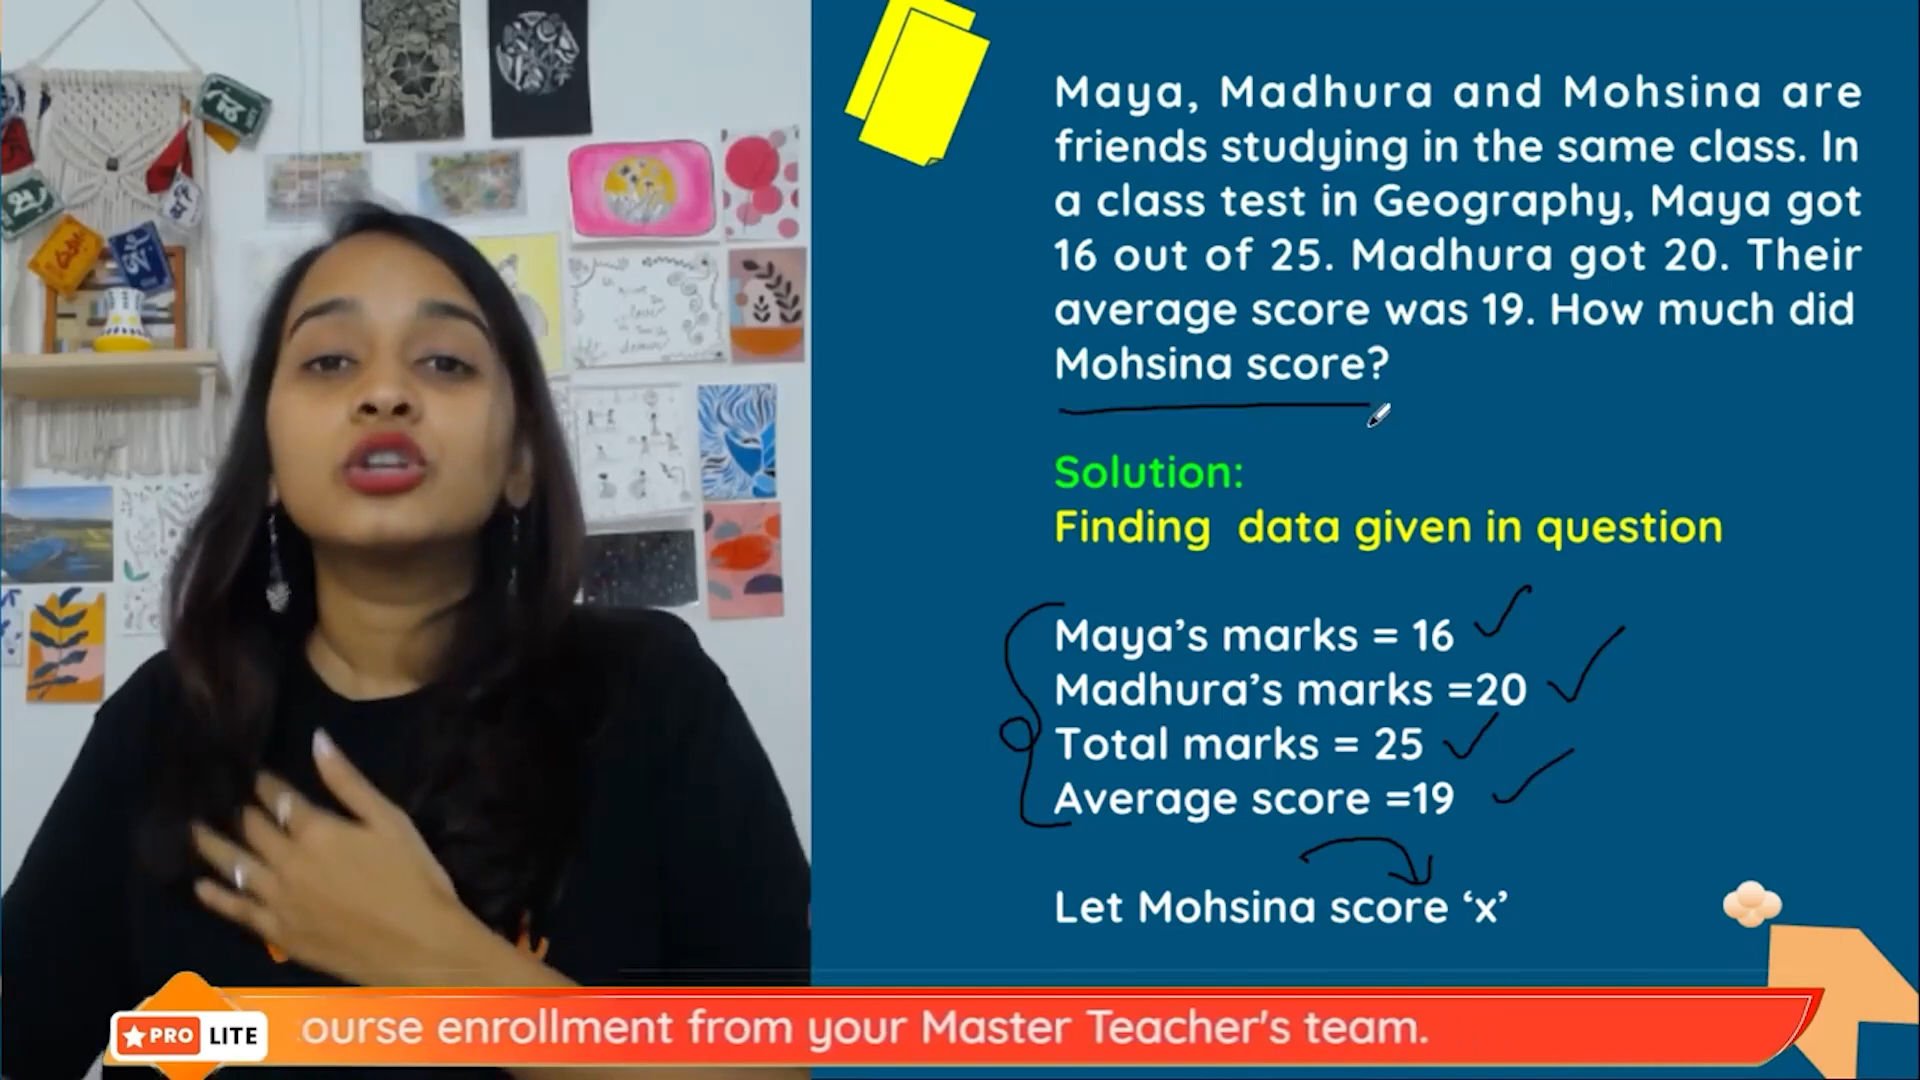 Maya, Madhura and Mohsina are
friends studying in the same class. In
a class test in Geography, Maya got
16 out of 25. Madhura got 20. Their
average score was 19. How much did
Mohsina score?
Solution:
Finding data given in question
Maya’s marks = 16
Madhura’s marks =20
Total marks = 25
Average score =19
Let Mohsina score ‘x’
PRO LITE
ourse enrollment from your Master Teacher's team.